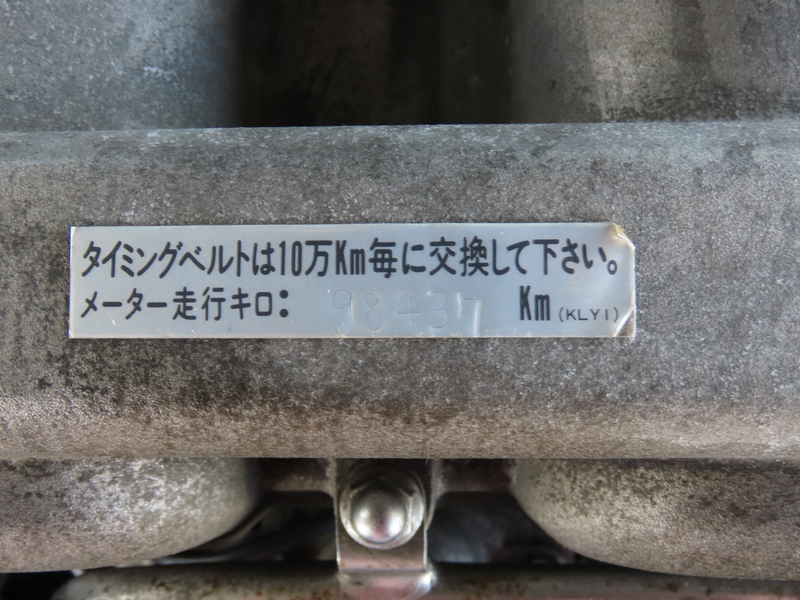 タイミングベルトは10万Km毎に交換して下さい。
メーター走行キロ： 98437 Km (KLY1)